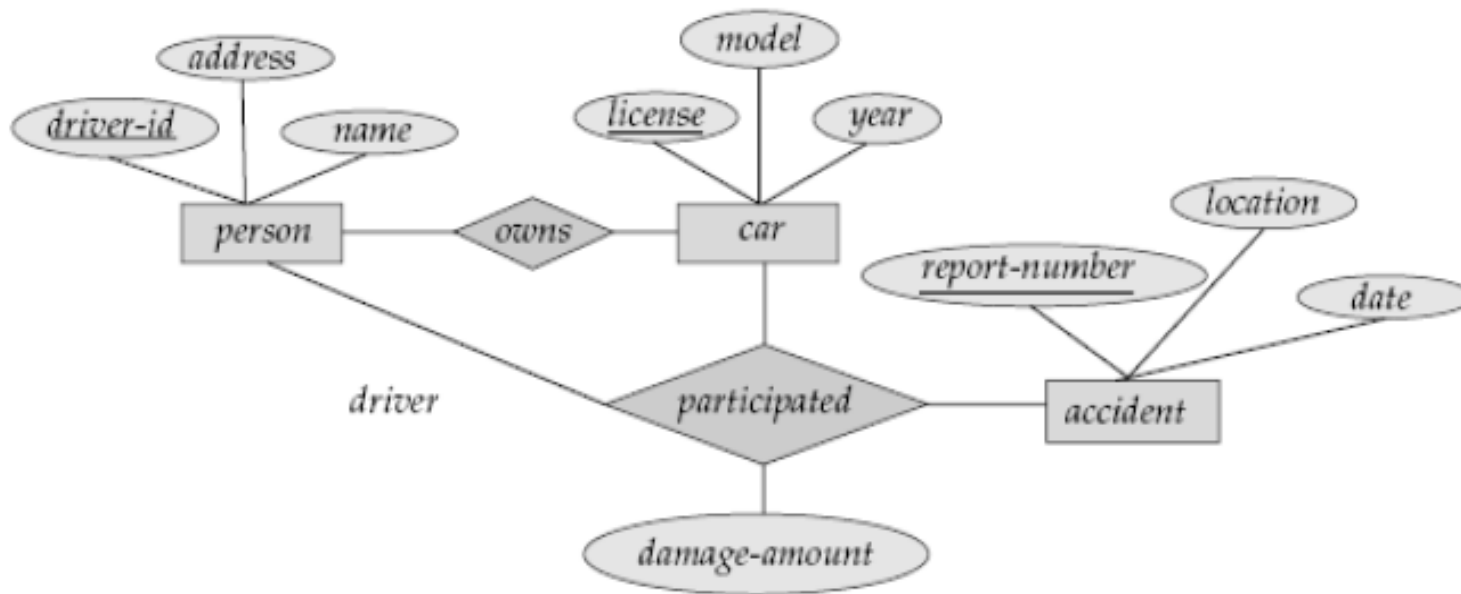 address
model
driver-id
name
license
year
location
person
owns
car
report-number
date
driver
participated
accident
damage-amount